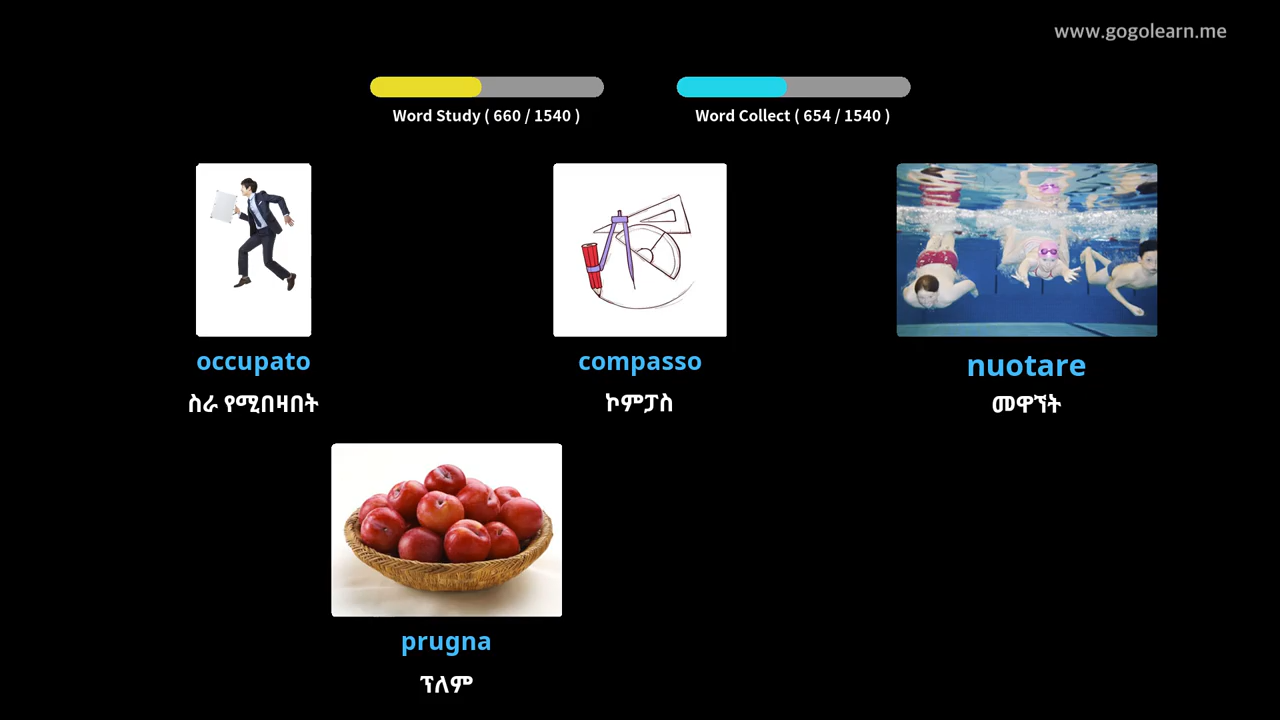 www.gogolearn.me
Word Study ( 660 / 1540 )
Word Collect ( 654 / 1540 )
occupato
ስራ የሚበዛበት
compasso
ኮምፓስ
nuotare
መዋኘት
prugna
ፕለም